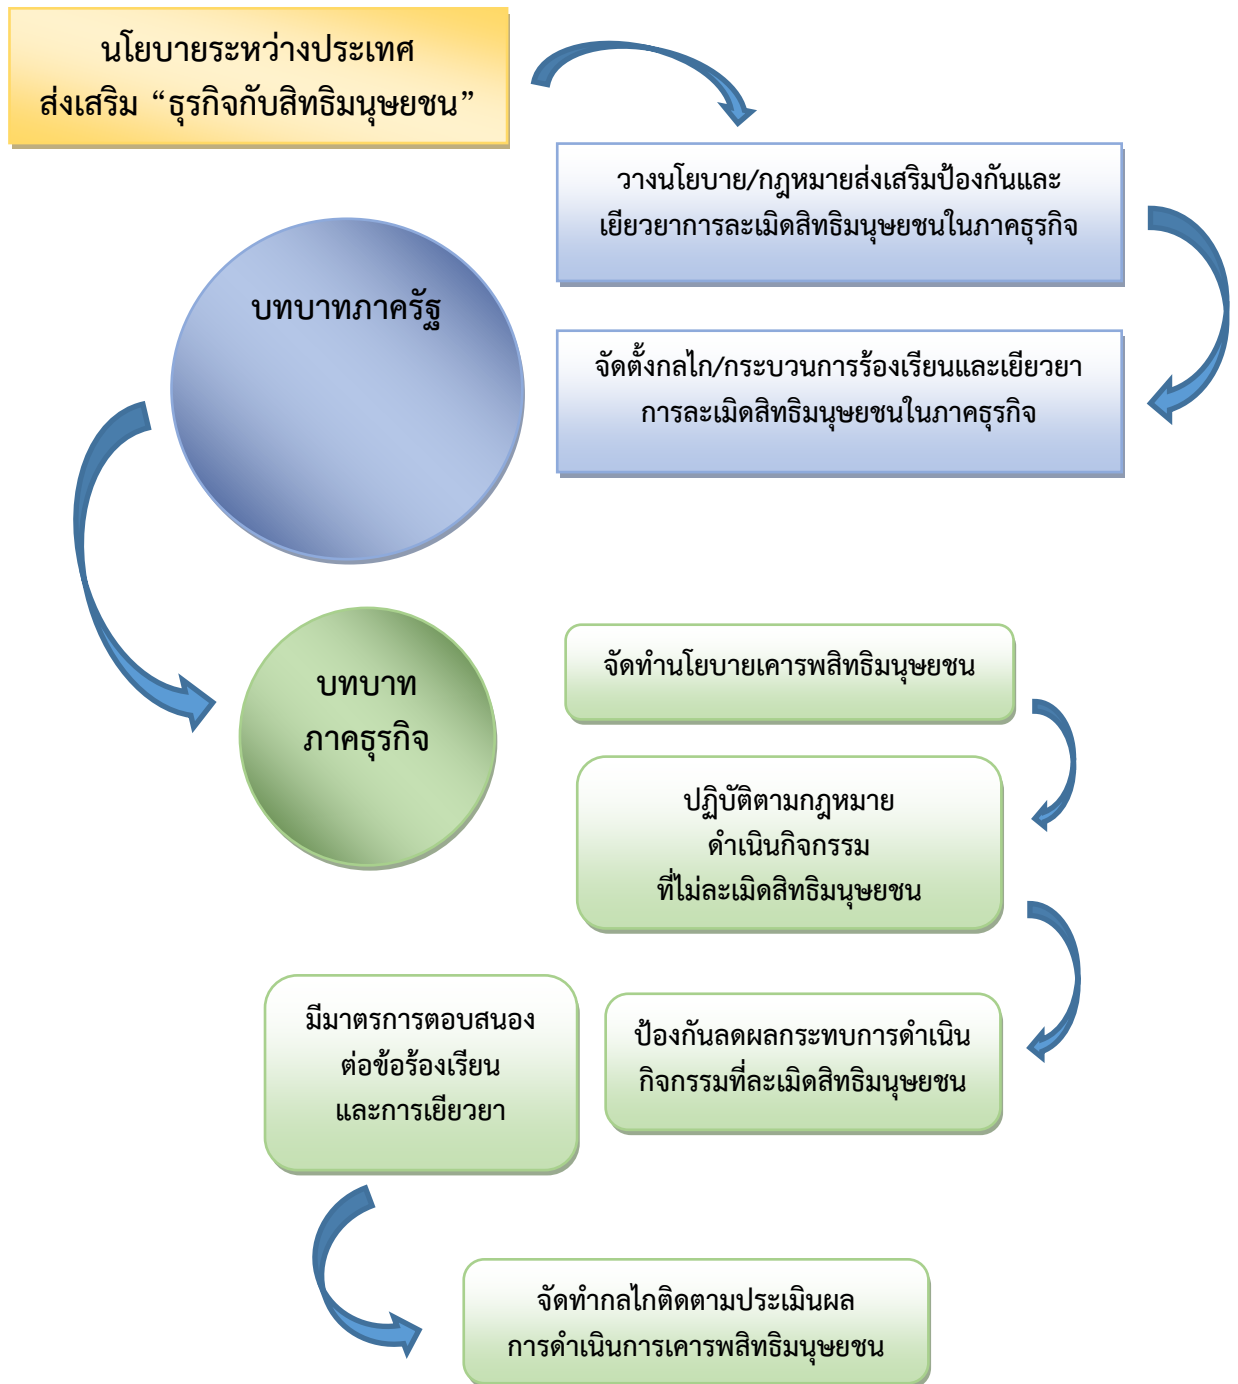 นโยบายระหว่างประเทศ
ส่งเสริม “ธุรกิจกับสิทธิมนุษยชน”
วางนโยบาย/กฎหมายส่งเสริมป้องกันและ
เยียวยาการละเมิดสิทธิมนุษยชนในภาคธุรกิจ
บทบาทภาครัฐ
จัดตั้งกลไก/กระบวนการร้องเรียนและเยียวยา
การละเมิดสิทธิมนุษยชนในภาคธุรกิจ
บทบาท
ภาคธุรกิจ
จัดทำนโยบายเคารพสิทธิมนุษยชน
ปฏิบัติตามกฎหมาย
ดำเนินกิจกรรม
ที่ไม่ละเมิดสิทธิมนุษยชน
ป้องกันลดผลกระทบการดำเนิน
กิจกรรมที่ละเมิดสิทธิมนุษยชน
มีมาตรการตอบสนอง
ต่อข้อร้องเรียน
และการเยียวยา
จัดทำกลไกติดตามประเมินผล
การดำเนินการเคารพสิทธิมนุษยชน